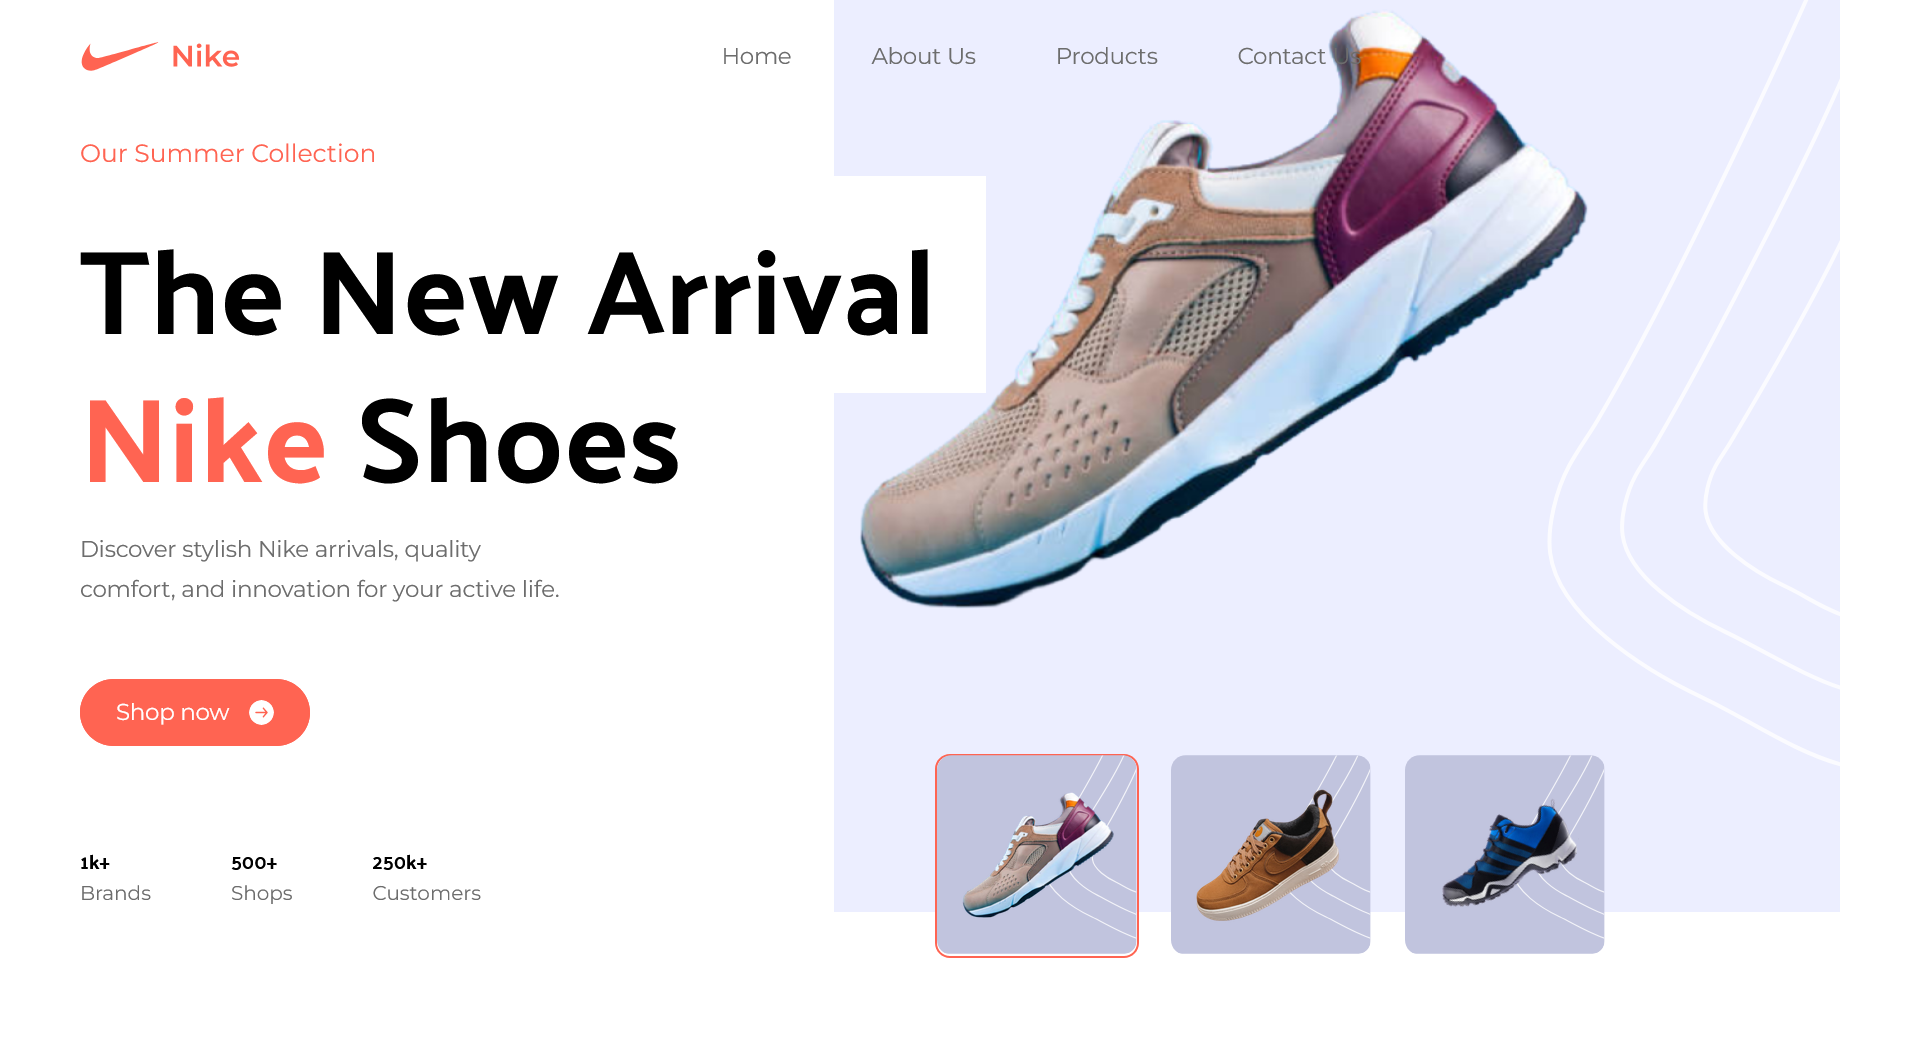 Nike
Home About Us Products Contact Us
Our Summer Collection
The New Arrival
Nike Shoes
Discover stylish Nike arrivals, quality
comfort, and innovation for your active life.
Shop now
1k+ 500+ 250k+
Brands Shops Customers